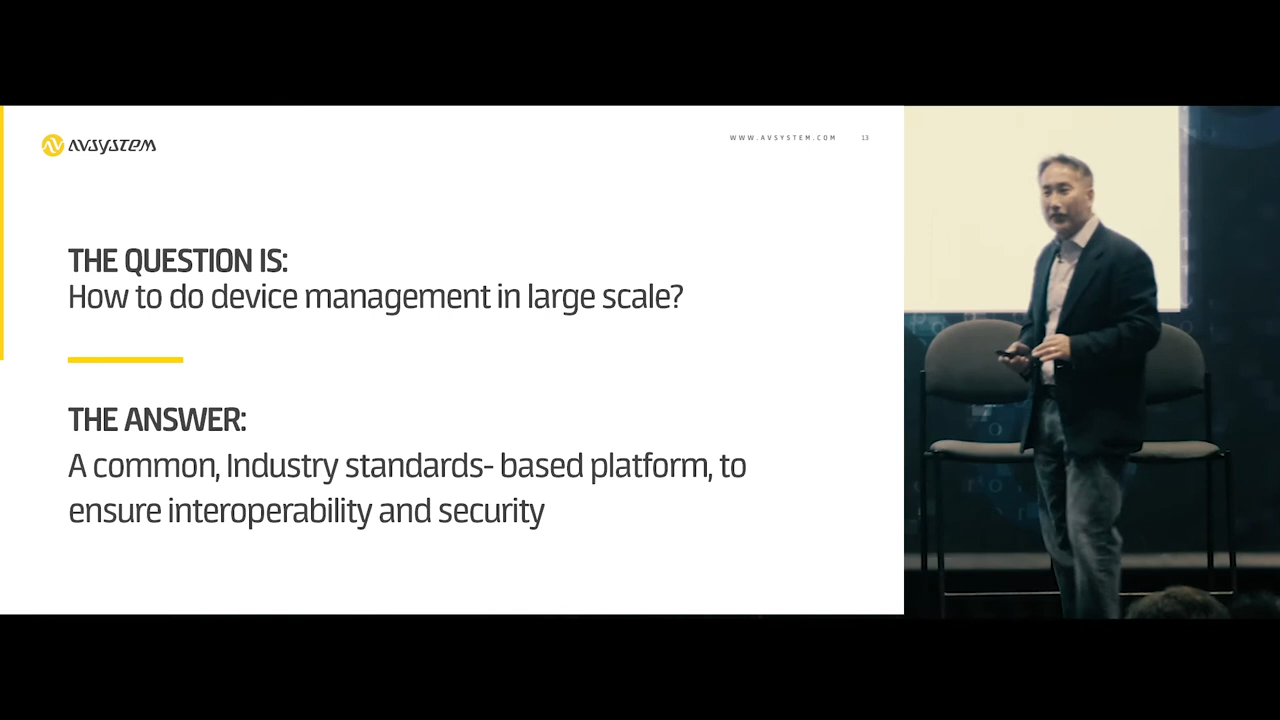 AVSYSTEM
WWW.AVSYSTEM.COM 13
THE QUESTION IS:
How to do device management in large scale?
THE ANSWER:
A common, Industry standards- based platform, to
ensure interoperability and security